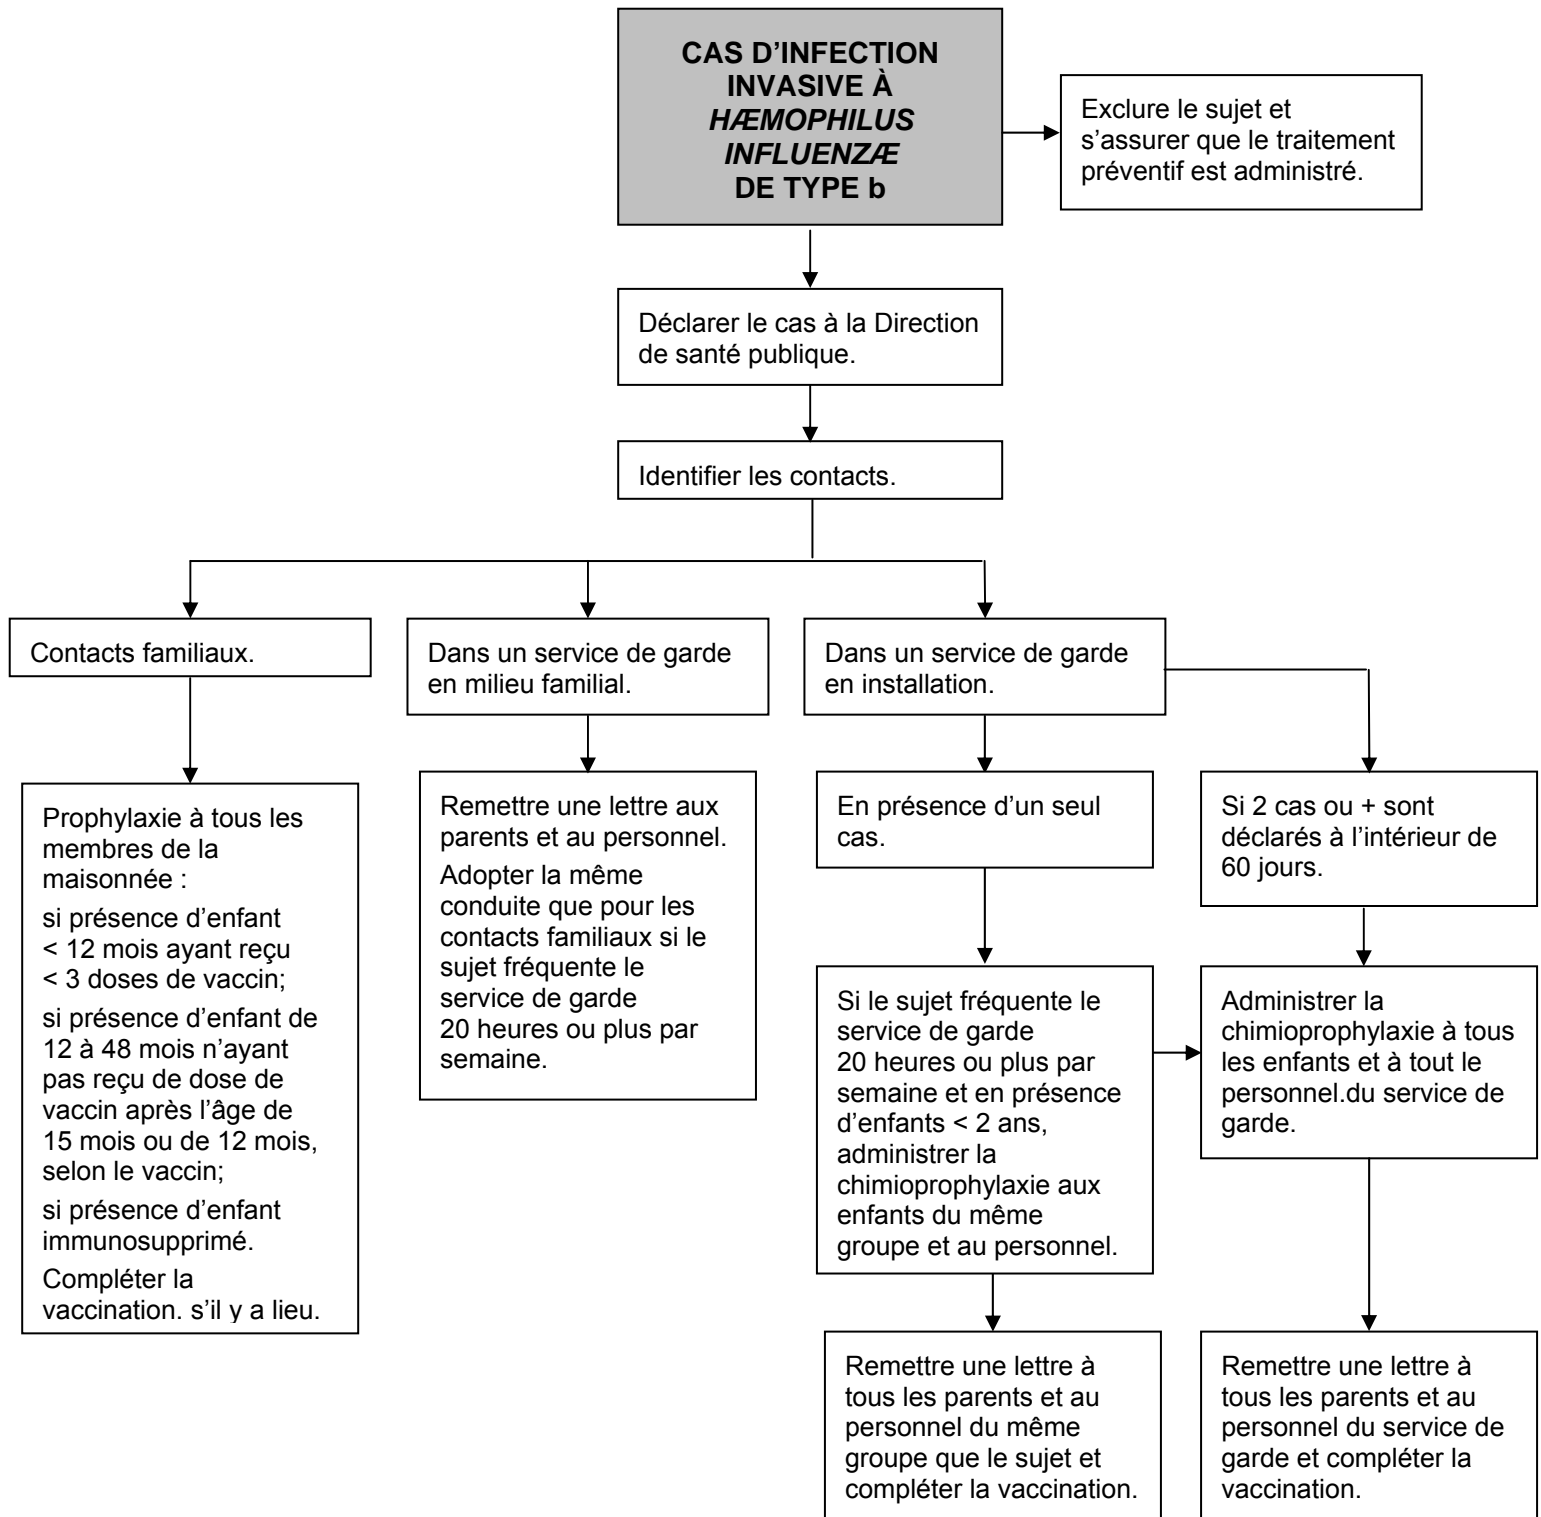 CAS D’INFECTION
INVASIVE À
HÆMOPHILUS
INFLUENZÆ
DE TYPE b
Exclure le sujet et
s’assurer que le traitement
préventif est administré.
Déclarer le cas à la Direction
de santé publique.
Identifier les contacts.
Contacts familiaux.
Dans un service de garde
en milieu familial.
Dans un service de garde
en installation.
Prophylaxie à tous les
membres de la
maisonnée :
si présence d’enfant
< 12 mois ayant reçu
< 3 doses de vaccin;
si présence d’enfant de
12 à 48 mois n’ayant
pas reçu de dose de
vaccin après l’âge de
15 mois ou de 12 mois,
selon le vaccin;
si présence d’enfant
immunosupprimé.
Compléter la
vaccination. s’il y a lieu.
Remettre une lettre aux
parents et au personnel.
Adopter la même
conduite que pour les
contacts familiaux si le
sujet fréquente le
service de garde
20 heures ou plus par
semaine.
En présence d’un seul
cas.
Si 2 cas ou + sont
déclarés à l’intérieur de
60 jours.
Si le sujet fréquente le
service de garde
20 heures ou plus par
semaine et en présence
d’enfants < 2 ans,
administrer la
chimioprophylaxie aux
enfants du même
groupe et au personnel.
Administrer la
chimioprophylaxie à tous
les enfants et à tout le
personnel.du service de
garde.
Remettre une lettre à
tous les parents et au
personnel du même
groupe que le sujet et
compléter la vaccination.
Remettre une lettre à
tous les parents et au
personnel du service de
garde et compléter la
vaccination.